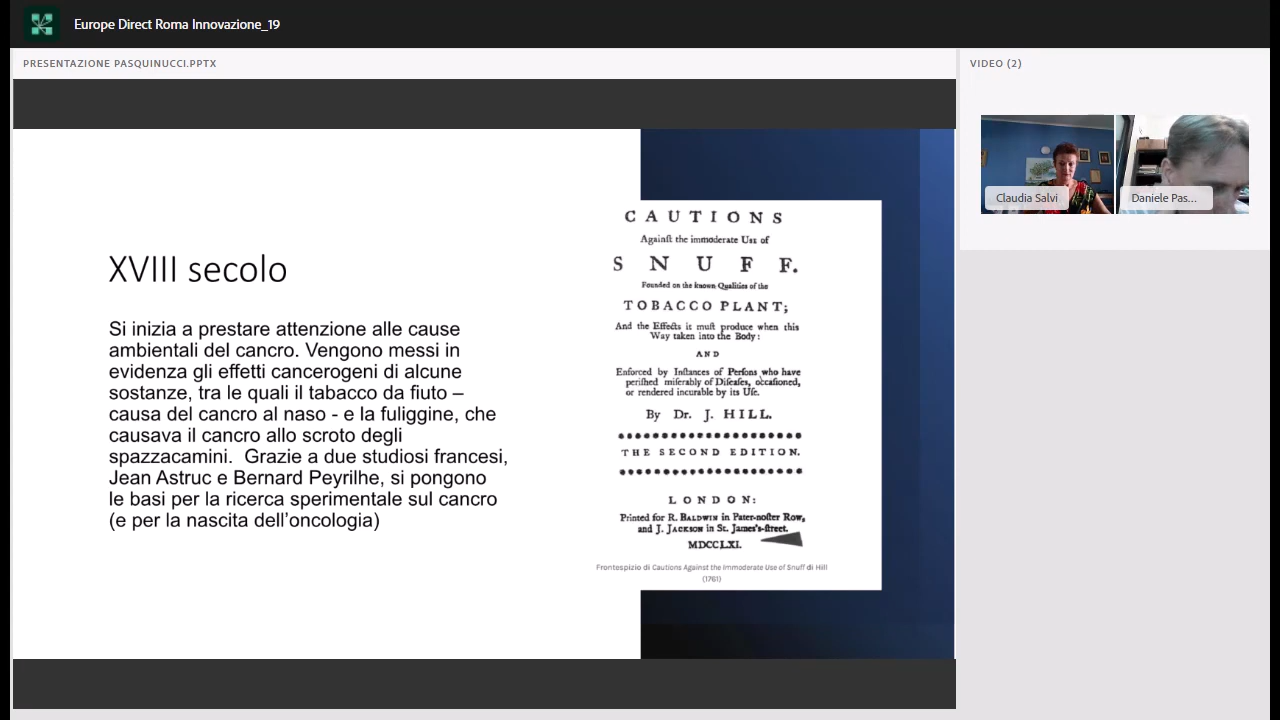 Europe Direct Roma Innovazione_19
PRESENTAZIONE PASQUINUCCI.PPTX
VIDEO (2)
Claudia Salvi
Daniele Pas...
XVIII secolo
Si inizia a prestare attenzione alle cause
ambientali del cancro. Vengono messi in
evidenza gli effetti cancerogeni di alcune
sostanze, tra le quali il tabacco da fiuto –
causa del cancro al naso - e la fuliggine, che
causava il cancro allo scroto degli
spazzacamini. Grazie a due studiosi francesi,
Jean Astruc e Bernard Peyrilhe, si pongono
le basi per la ricerca sperimentale sul cancro
(e per la nascita dell’oncologia)
CAUTIONS
Againſt the immoderate Use of
SNUFF.
Founded on the known Qualities of the
TOBACCO PLANT;
And the Effects it muſt produce when this
Way taken into the Body:
AND
Enforced by Inſtances of Perſons who have
periſhed miſerably of Diſeaſes, occaſioned,
or rendered incurable by its Uſe.
By Dr. J. HILL.
THE SECOND EDITION.
LONDON:
Printed for R. BALDWIN in Pater-noſter Row,
and J. JACKSON in St. James's-ſtreet.
MDCCLXI.
Frontespizio di Cautions Against the Immoderate Use of Snuff di Hill
(1761)